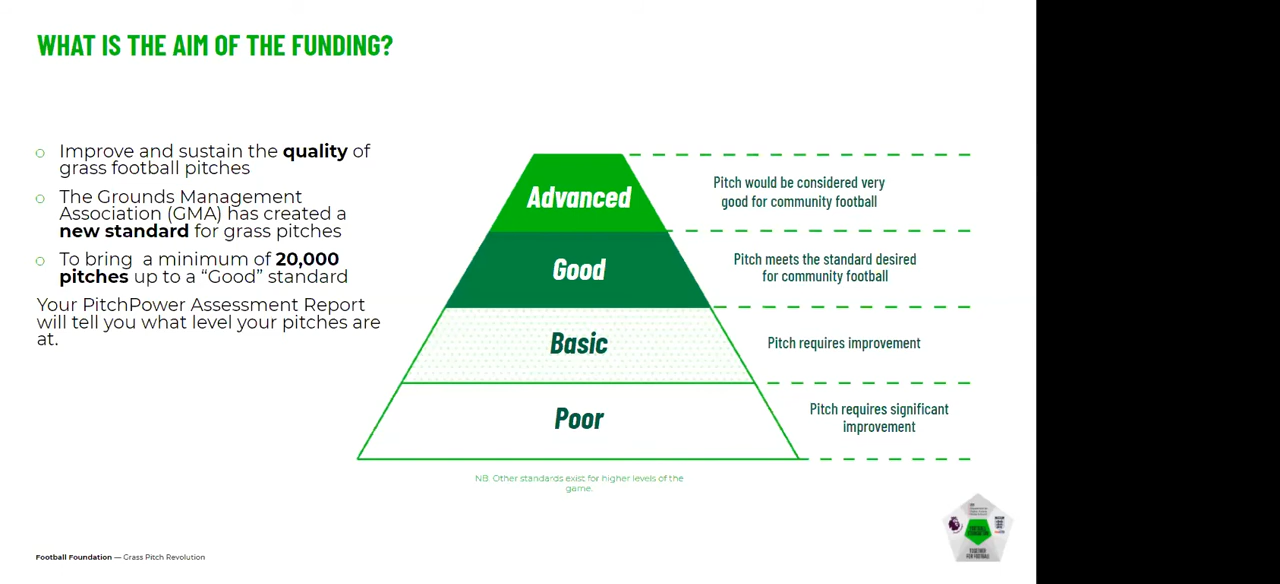 WHAT IS THE AIM OF THE FUNDING?
Improve and sustain the quality of
grass football pitches
The Grounds Management
Association (GMA) has created a
new standard for grass pitches
To bring a minimum of 20,000
pitches up to a “Good” standard
Your PitchPower Assessment Report
will tell you what level your pitches are
at.
Advanced
Pitch would be considered very
good for community football
Good
Pitch meets the standard desired
for community football
Basic
Pitch requires improvement
Poor
Pitch requires significant
improvement
NB. Other standards exist for higher levels of the
game.
TOGETHER
FOR FOOTBALL
Football Foundation — Grass Pitch Revolution